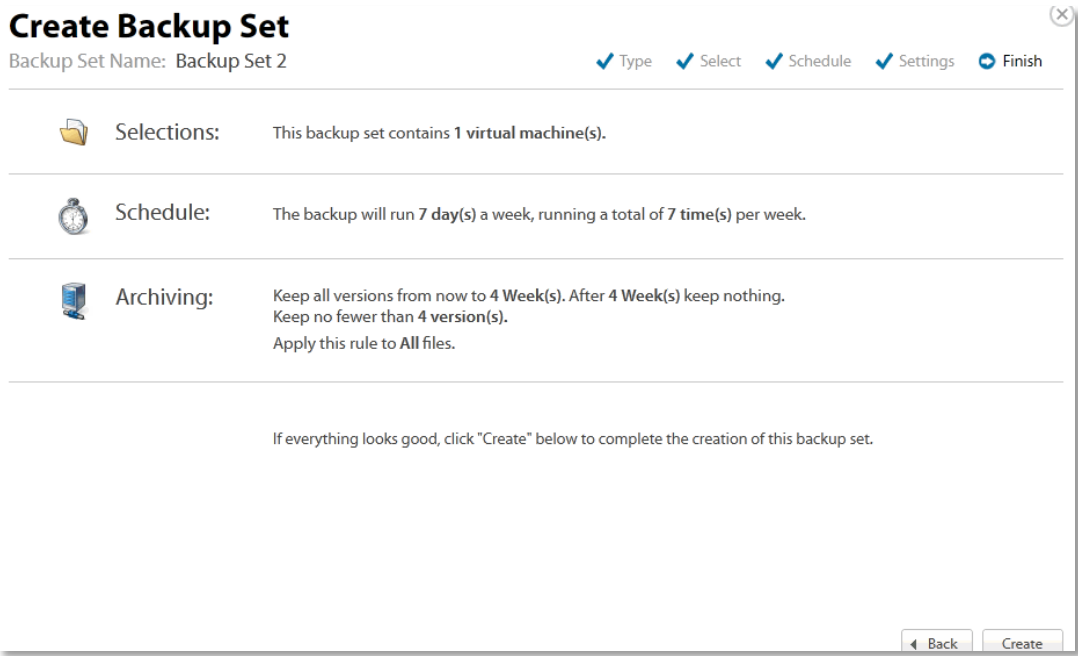 Create Backup Set
Backup Set Name: Backup Set 2
Type Select Schedule Settings Finish
Selections: This backup set contains 1 virtual machine(s).
Schedule: The backup will run 7 day(s) a week, running a total of 7 time(s) per week.
Archiving: Keep all versions from now to 4 Week(s). After 4 Week(s) keep nothing.
Keep no fewer than 4 version(s).
Apply this rule to All files.
If everything looks good, click "Create" below to complete the creation of this backup set.
Back Create